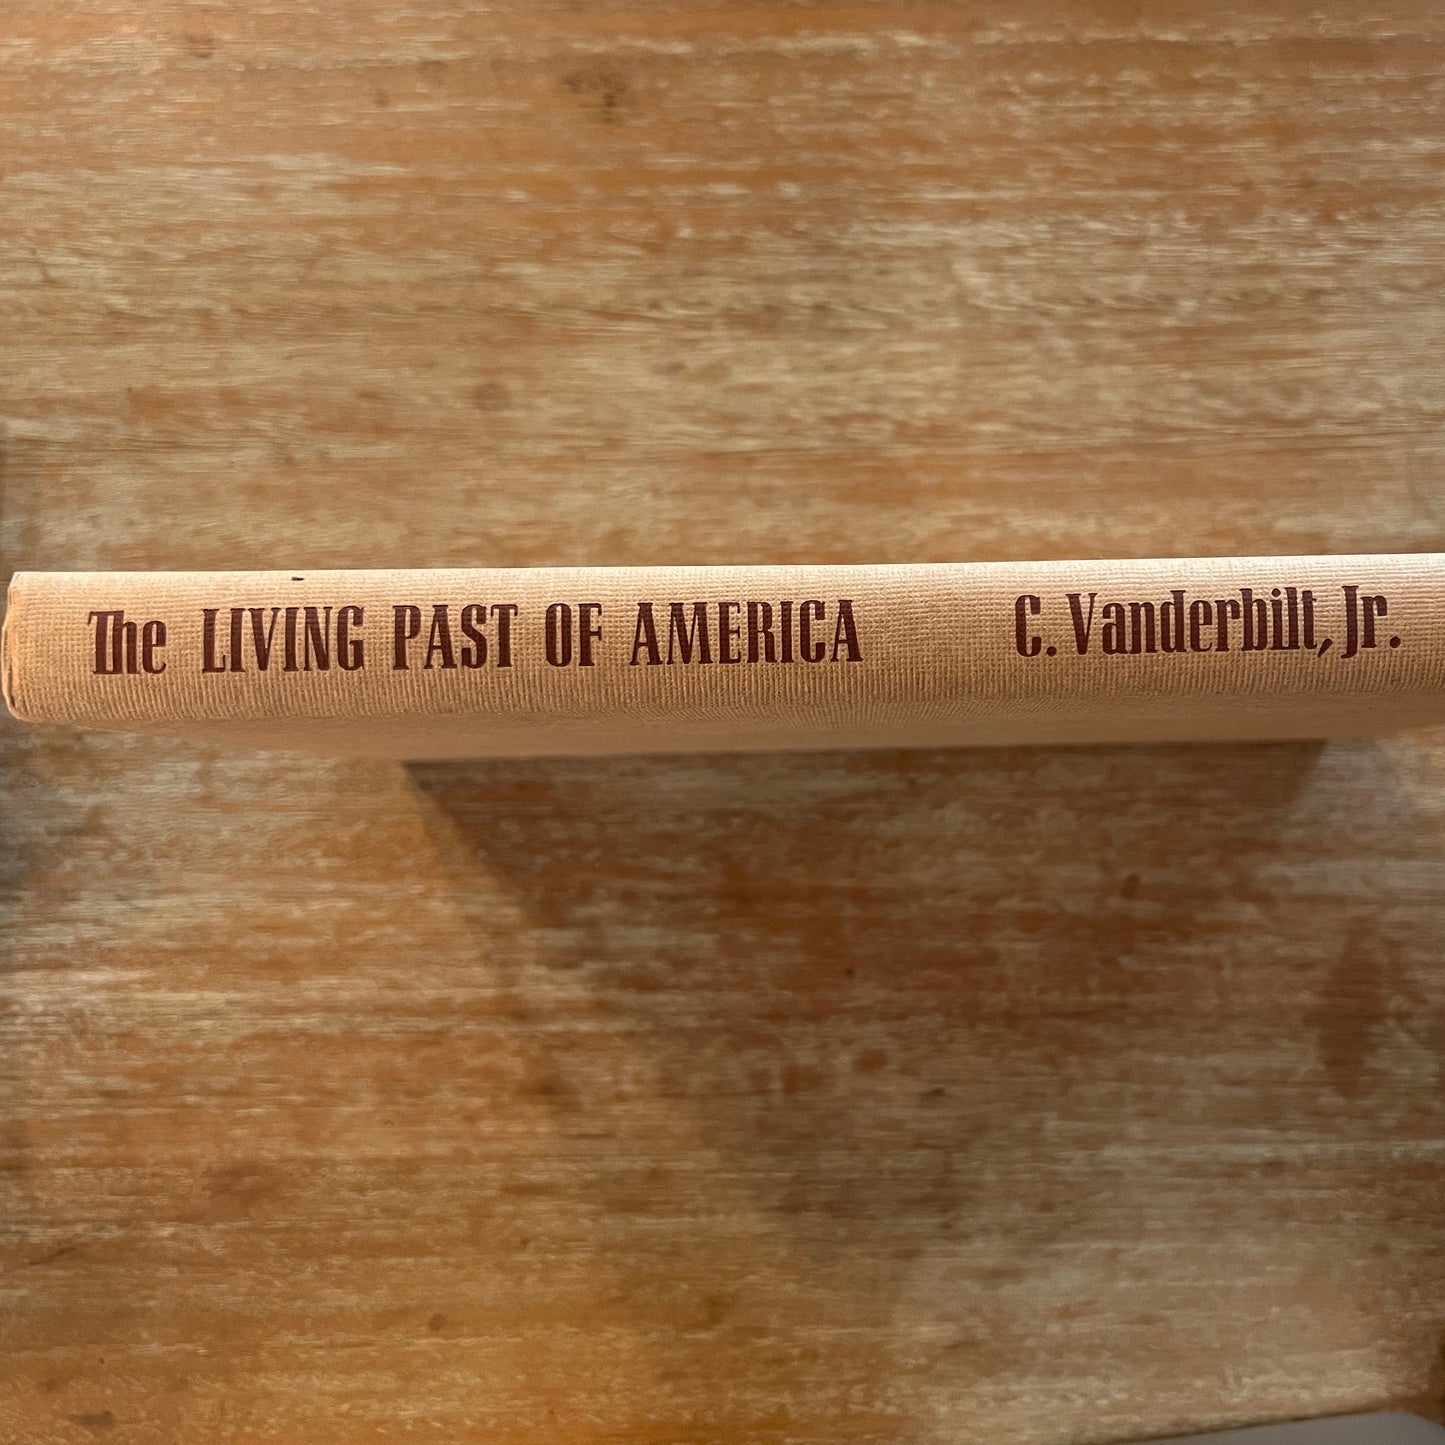 The LIVING PAST OF AMERICA C. Vanderbilt, Jr.